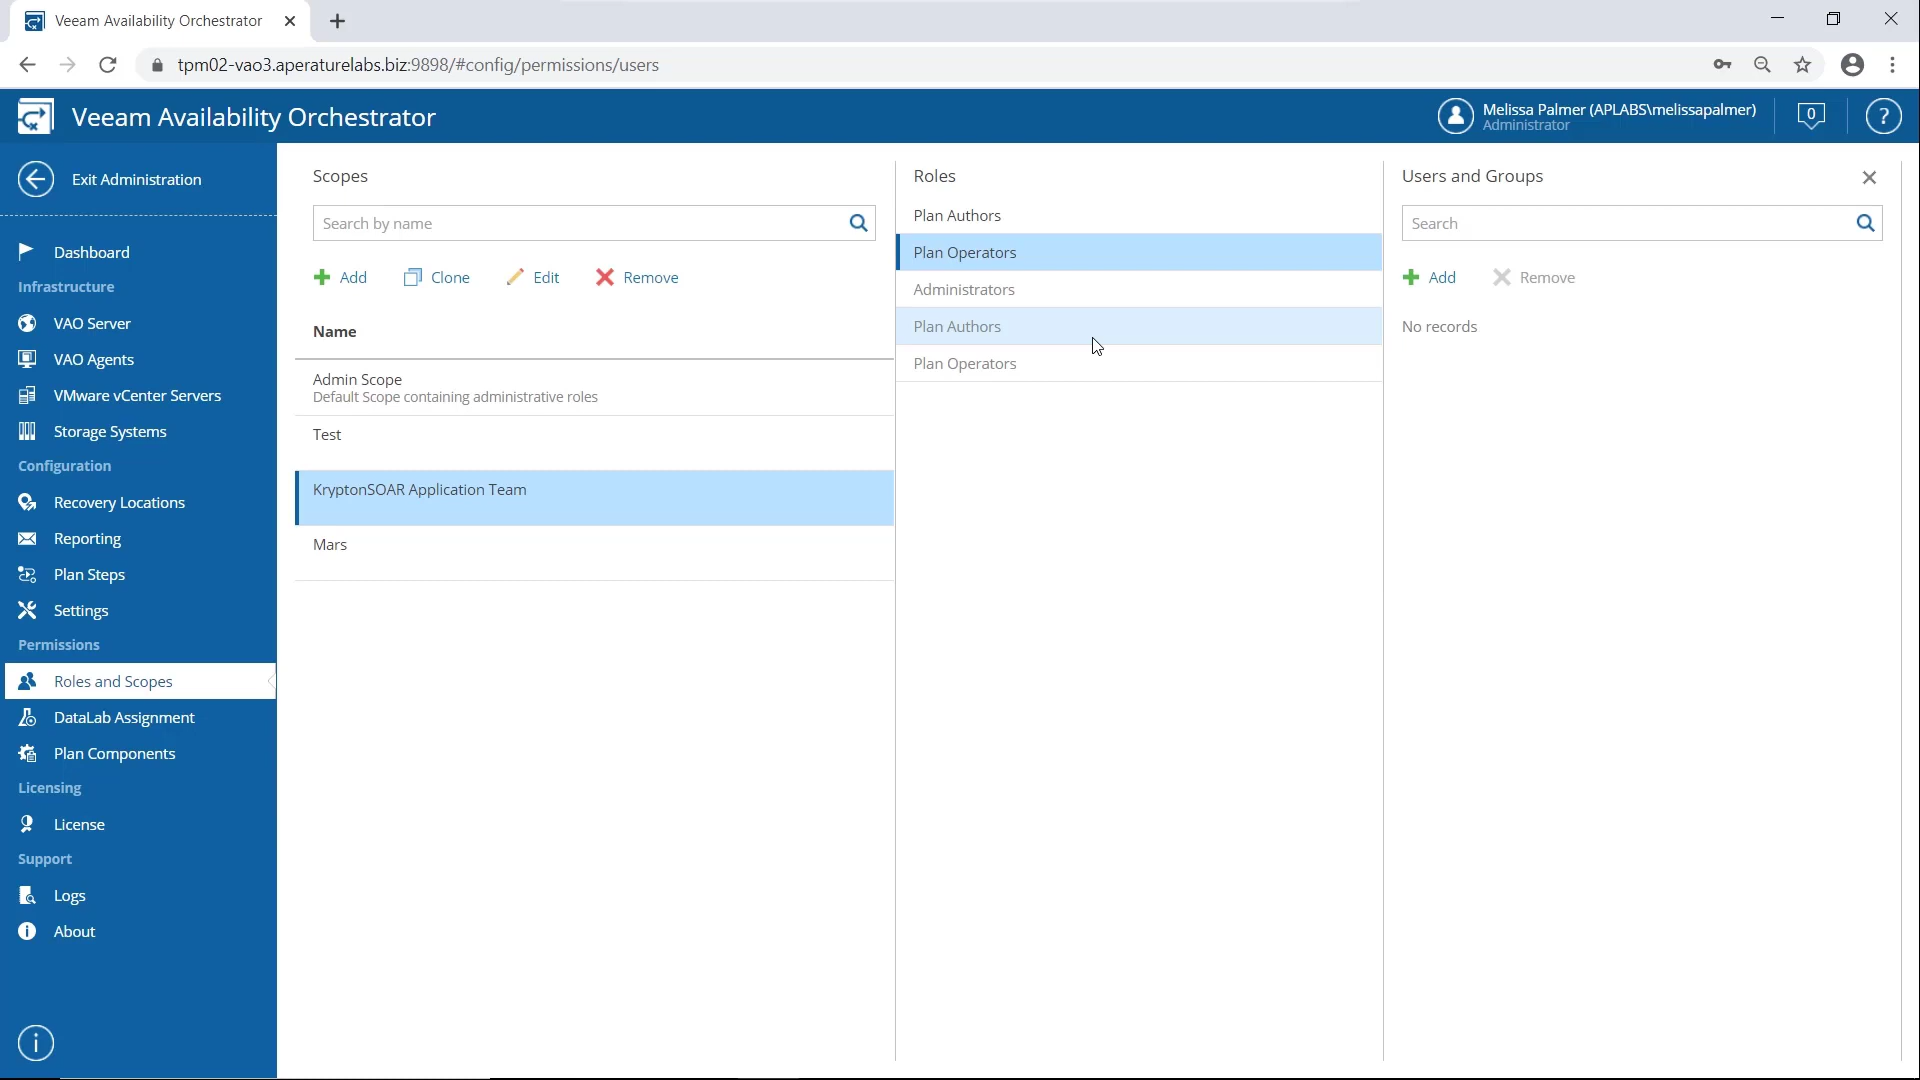 Veeam Availability Orchestrator
tpm02-vao3.aperaturelabs.biz:9898/#config/permissions/users
Veeam Availability Orchestrator
Melissa Palmer (APLABS\melissapalmer)
Administrator
0
?
Exit Administration
Dashboard
Infrastructure
VAO Server
VAO Agents
VMware vCenter Servers
Storage Systems
Configuration
Recovery Locations
Reporting
Plan Steps
Settings
Permissions
Roles and Scopes
DataLab Assignment
Plan Components
Licensing
License
Support
Logs
About
Scopes
Search by name
Add Clone Edit Remove
Name
Admin Scope
Default Scope containing administrative roles
Test
KryptonSOAR Application Team
Mars
Roles
Plan Authors
Plan Operators
Administrators
Plan Authors
Plan Operators
Users and Groups
Search
Add Remove
No records